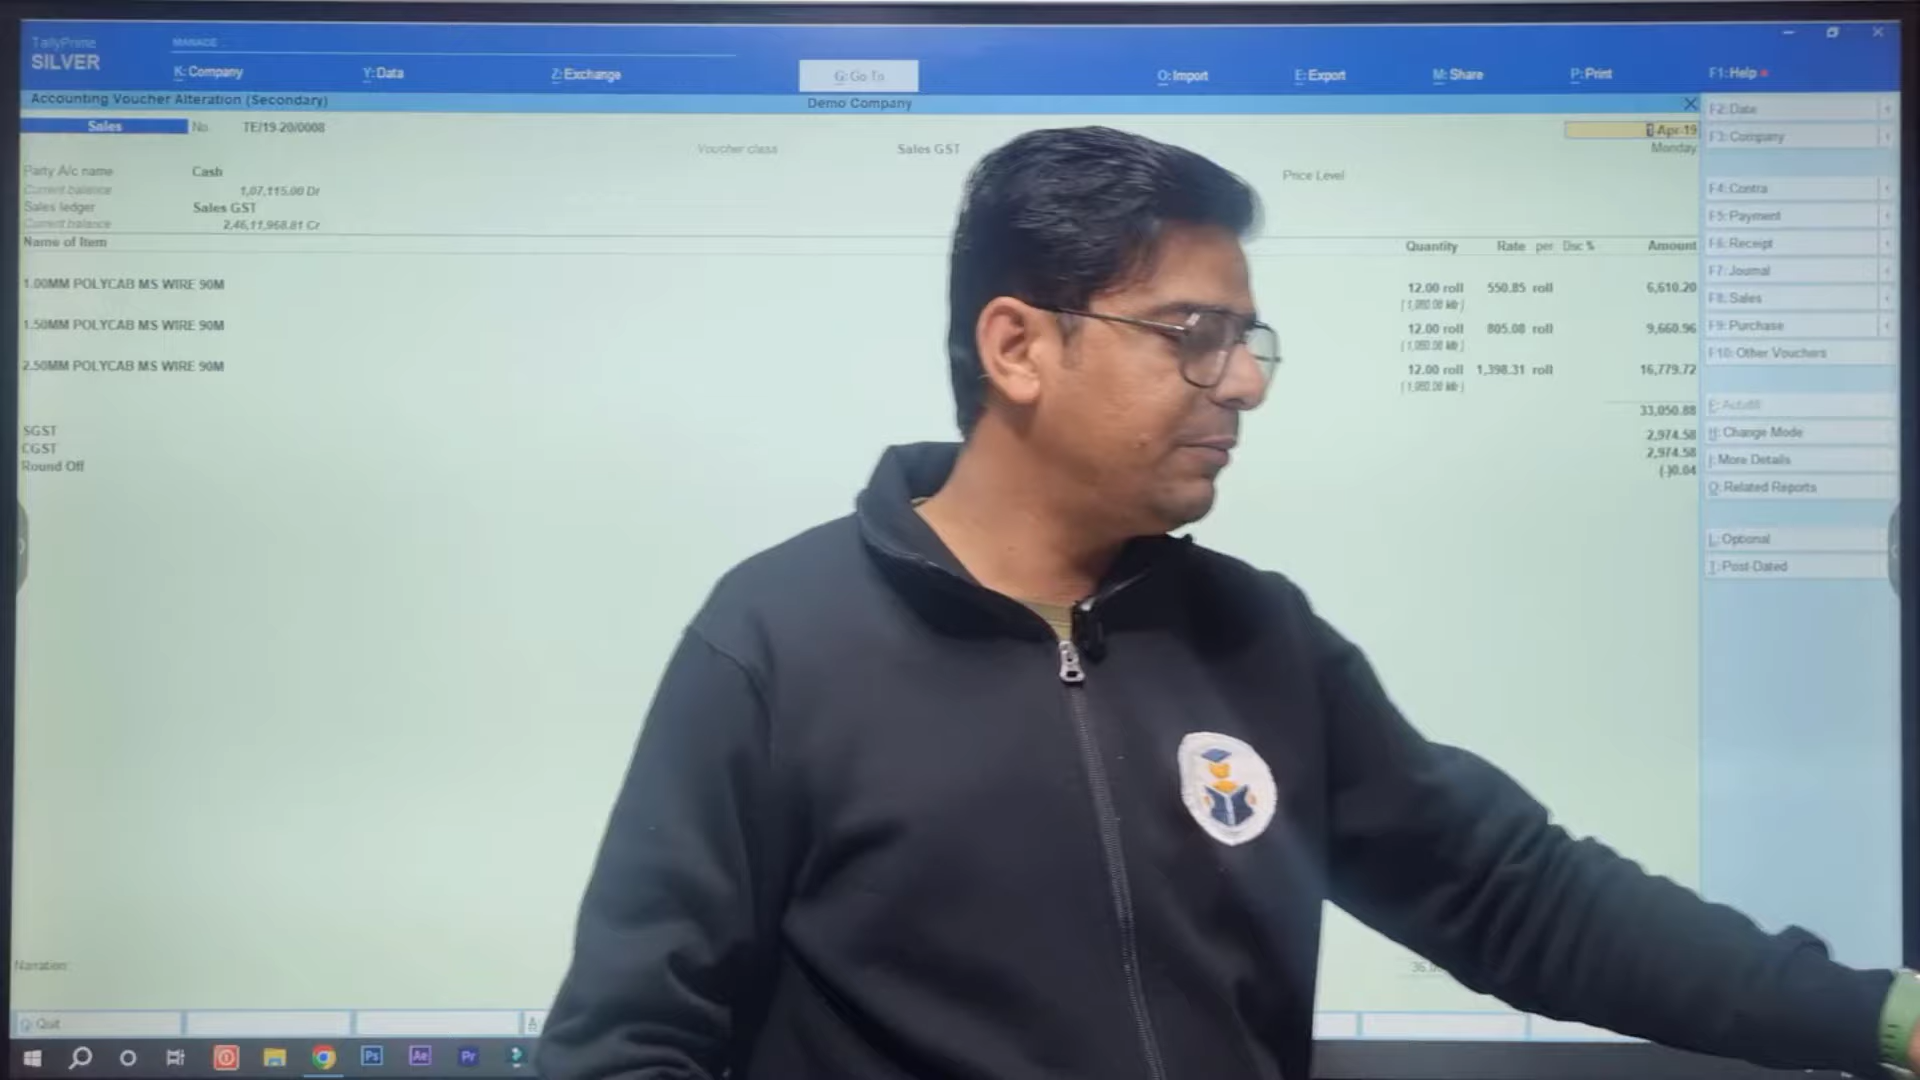 TallyPrime
MANAGE
SILVER
K: Company
Y: Data
Z: Exchange
G: Go To
O: Import
E: Export
M: Share
P: Print
F1: Help
Accounting Voucher Alteration (Secondary)
Demo Company
Sales
No.
TE/19-20/0008
1-Apr-19
Monday
Voucher class
Sales GST
Price Level
Party A/c name
Cash
Current balance
1,07,115.00 Dr
Sales ledger
Sales GST
Current balance
2,46,11,968.81 Cr
Name of Item
Quantity
Rate
per
Disc %
Amount
1.00MM POLYCAB MS WIRE 90M
12.00 roll
550.85
roll
6,610.20
1.50MM POLYCAB MS WIRE 90M
12.00 roll
805.08
roll
9,660.96
2.50MM POLYCAB MS WIRE 90M
12.00 roll
1,398.31
roll
16,779.72
33,050.88
SGST
2,974.58
CGST
2,974.58
Round Off
(-)0.04
F2: Date
F3: Company
F4: Contra
F5: Payment
F6: Receipt
F7: Journal
F8: Sales
F9: Purchase
F10: Other Vouchers
E: Autofill
H: Change Mode
I: More Details
O: Related Reports
L: Optional
T: Post-Dated
Narration:
Q: Quit
Ps
Ae
Pr